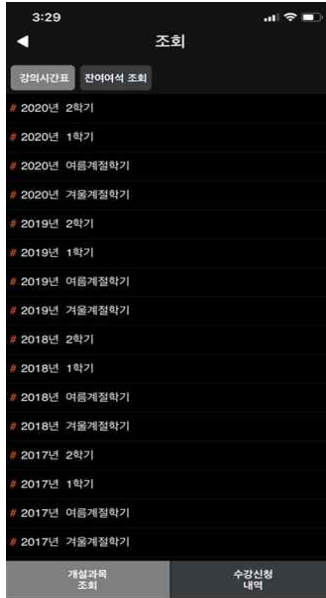 3:29
조회
강의시간표 잔여여석 조회
# 2020년 2학기
# 2020년 1학기
# 2020년 여름계절학기
# 2020년 겨울계절학기
# 2019년 2학기
# 2019년 1학기
# 2019년 여름계절학기
# 2019년 겨울계절학기
# 2018년 2학기
# 2018년 1학기
# 2018년 여름계절학기
# 2018년 겨울계절학기
# 2017년 2학기
# 2017년 1학기
# 2017년 여름계절학기
# 2017년 겨울계절학기
개설과목
조회
수강신청
내역